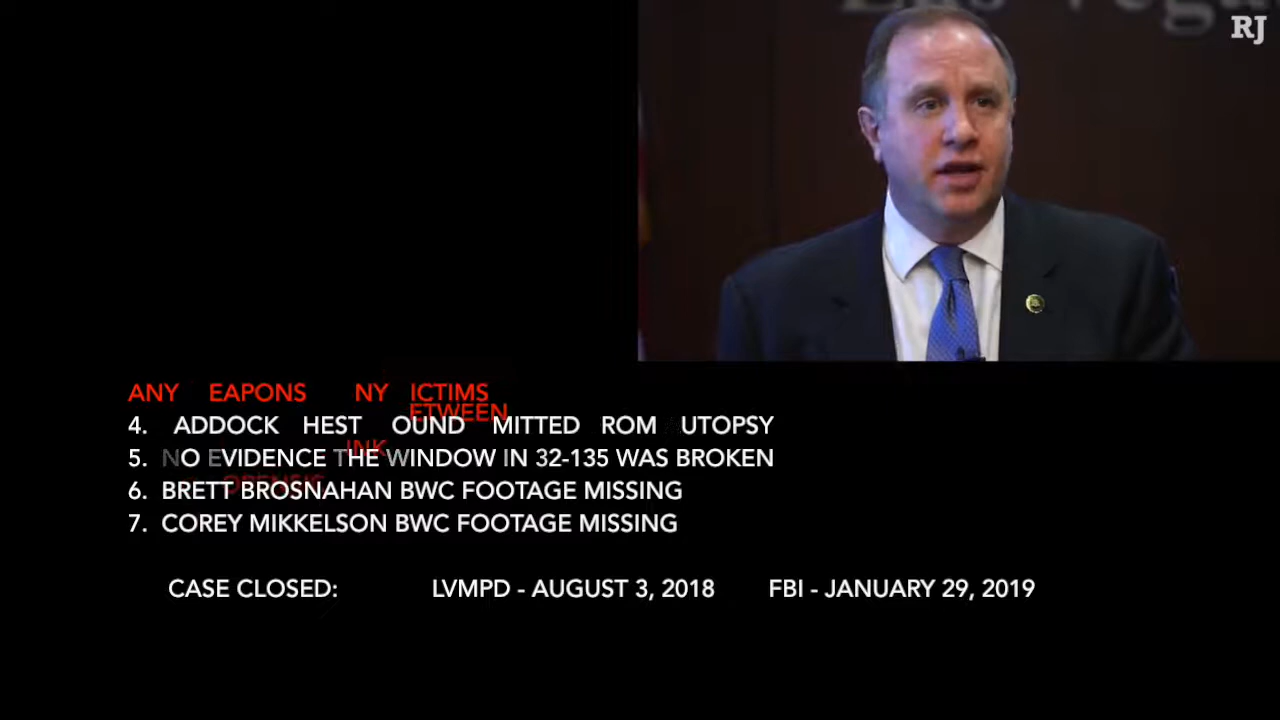 RJ
ANY EAPONS NY ICTIMS
ETWEEN
4. ADDOCK HEST OUND MITTED ROM UTOPSY
INK
5. NO EVIDENCE THE WINDOW IN 32-135 WAS BROKEN
6. BRETT BROSNAHAN BWC FOOTAGE MISSING
7. COREY MIKKELSON BWC FOOTAGE MISSING
CASE CLOSED: LVMPD - AUGUST 3, 2018 FBI - JANUARY 29, 2019